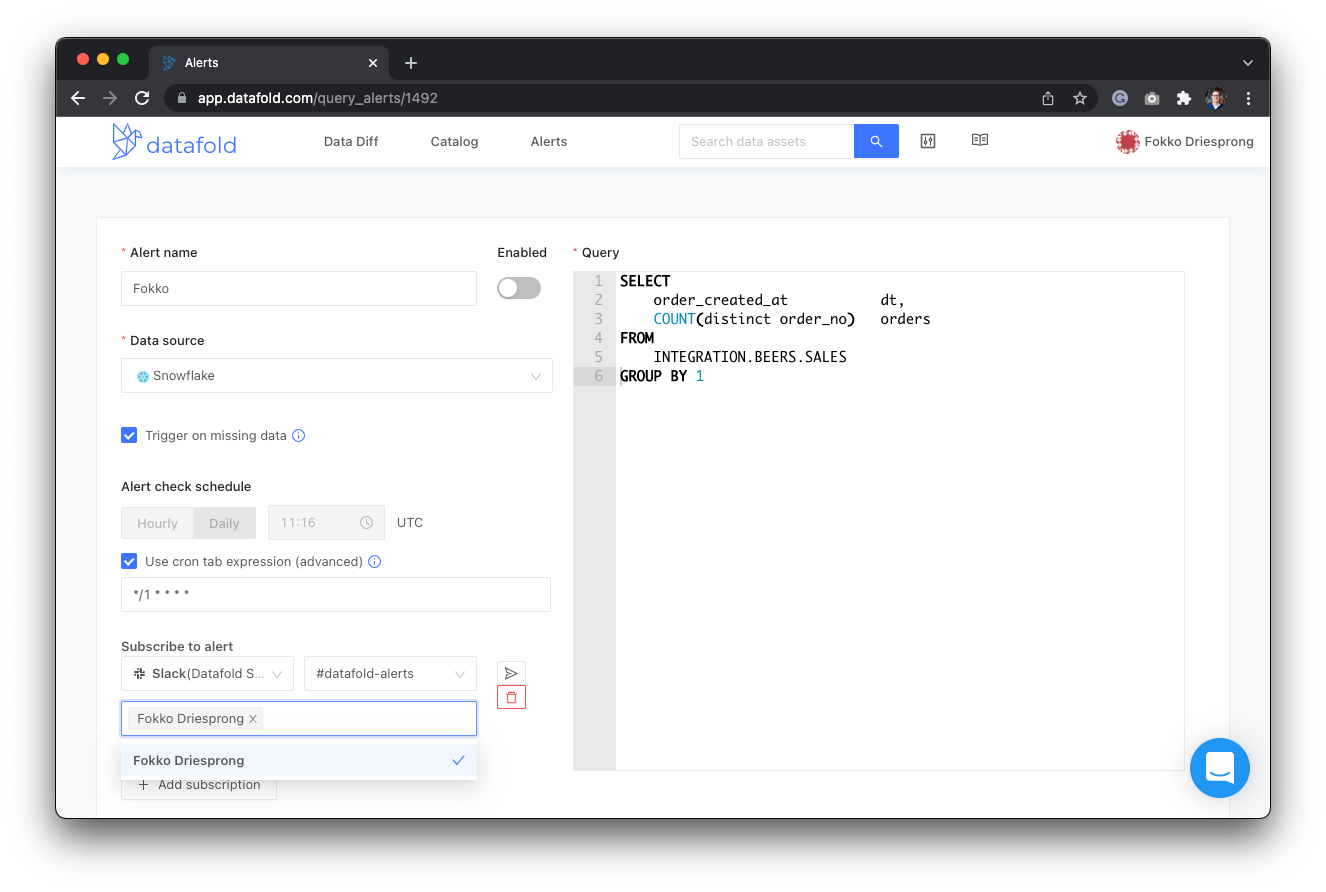 Alerts
app.datafold.com/query_alerts/1492
datafold Data Diff Catalog Alerts Search data assets Fokko Driesprong
* Alert name Enabled
Fokko
* Data source
Snowflake
Trigger on missing data
Alert check schedule
Hourly Daily 11:16 UTC
Use cron tab expression (advanced)
*/1 * * * *
Subscribe to alert
Slack(Datafold S... #datafold-alerts
Fokko Driesprong
Fokko Driesprong
+ Add subscription
* Query
1 SELECT
2 order_created_at dt,
3 COUNT(distinct order_no) orders
4 FROM
5 INTEGRATION.BEERS.SALES
6 GROUP BY 1